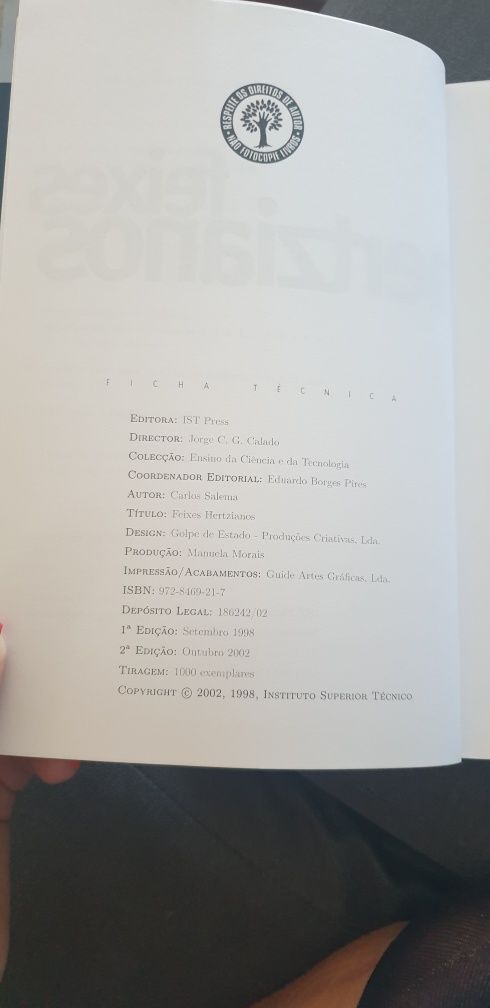 RESPEITE OS DIREITOS DE AUTOR
NÃO FOTOCOPIE LIVROS
feixes
hertzianos
FICHA TÉCNICA
EDITORA: IST Press
DIRECTOR: Jorge C. G. Calado
COLECÇÃO: Ensino da Ciência e da Tecnologia
COORDENADOR EDITORIAL: Eduardo Borges Pires
AUTOR: Carlos Salema
TÍTULO: Feixes Hertzianos
DESIGN: Golpe de Estado - Produções Criativas, Lda.
PRODUÇÃO: Manuela Morais
IMPRESSÃO/ACABAMENTOS: Guide Artes Gráficas, Lda.
ISBN: 972-8469-21-7
DEPÓSITO LEGAL: 186242/02
1ª EDIÇÃO: Setembro 1998
2ª EDIÇÃO: Outubro 2002
TIRAGEM: 1000 exemplares
COPYRIGHT © 2002, 1998, INSTITUTO SUPERIOR TÉCNICO